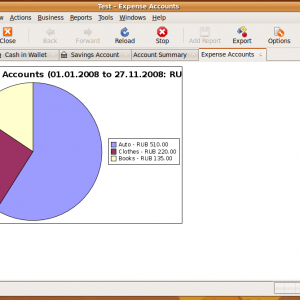 Test - Expense Accounts
Actions Business Reports Tools Windows Help
Close Back Forward Reload Stop Add Report Export Options
Cash in Wallet Savings Account Account Summary Expense Accounts
Accounts (01.01.2008 to 27.11.2008: RU
Auto - RUB 510.00
Clothes - RUB 220.00
Books - RUB 135.00